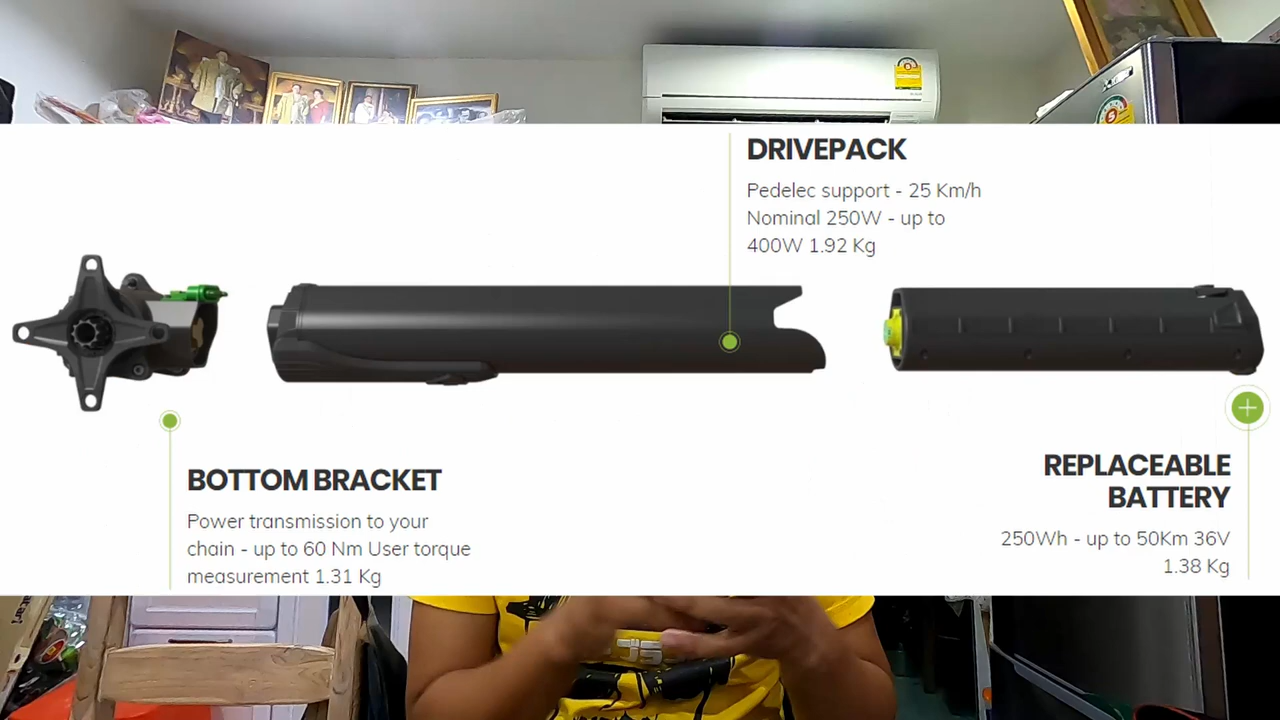 DRIVEPACK
Pedelec support - 25 Km/h
Nominal 250W - up to
400W 1.92 Kg
BOTTOM BRACKET
Power transmission to your
chain - up to 60 Nm User torque
measurement 1.31 Kg
REPLACEABLE
BATTERY
250Wh - up to 50Km 36V
1.38 Kg